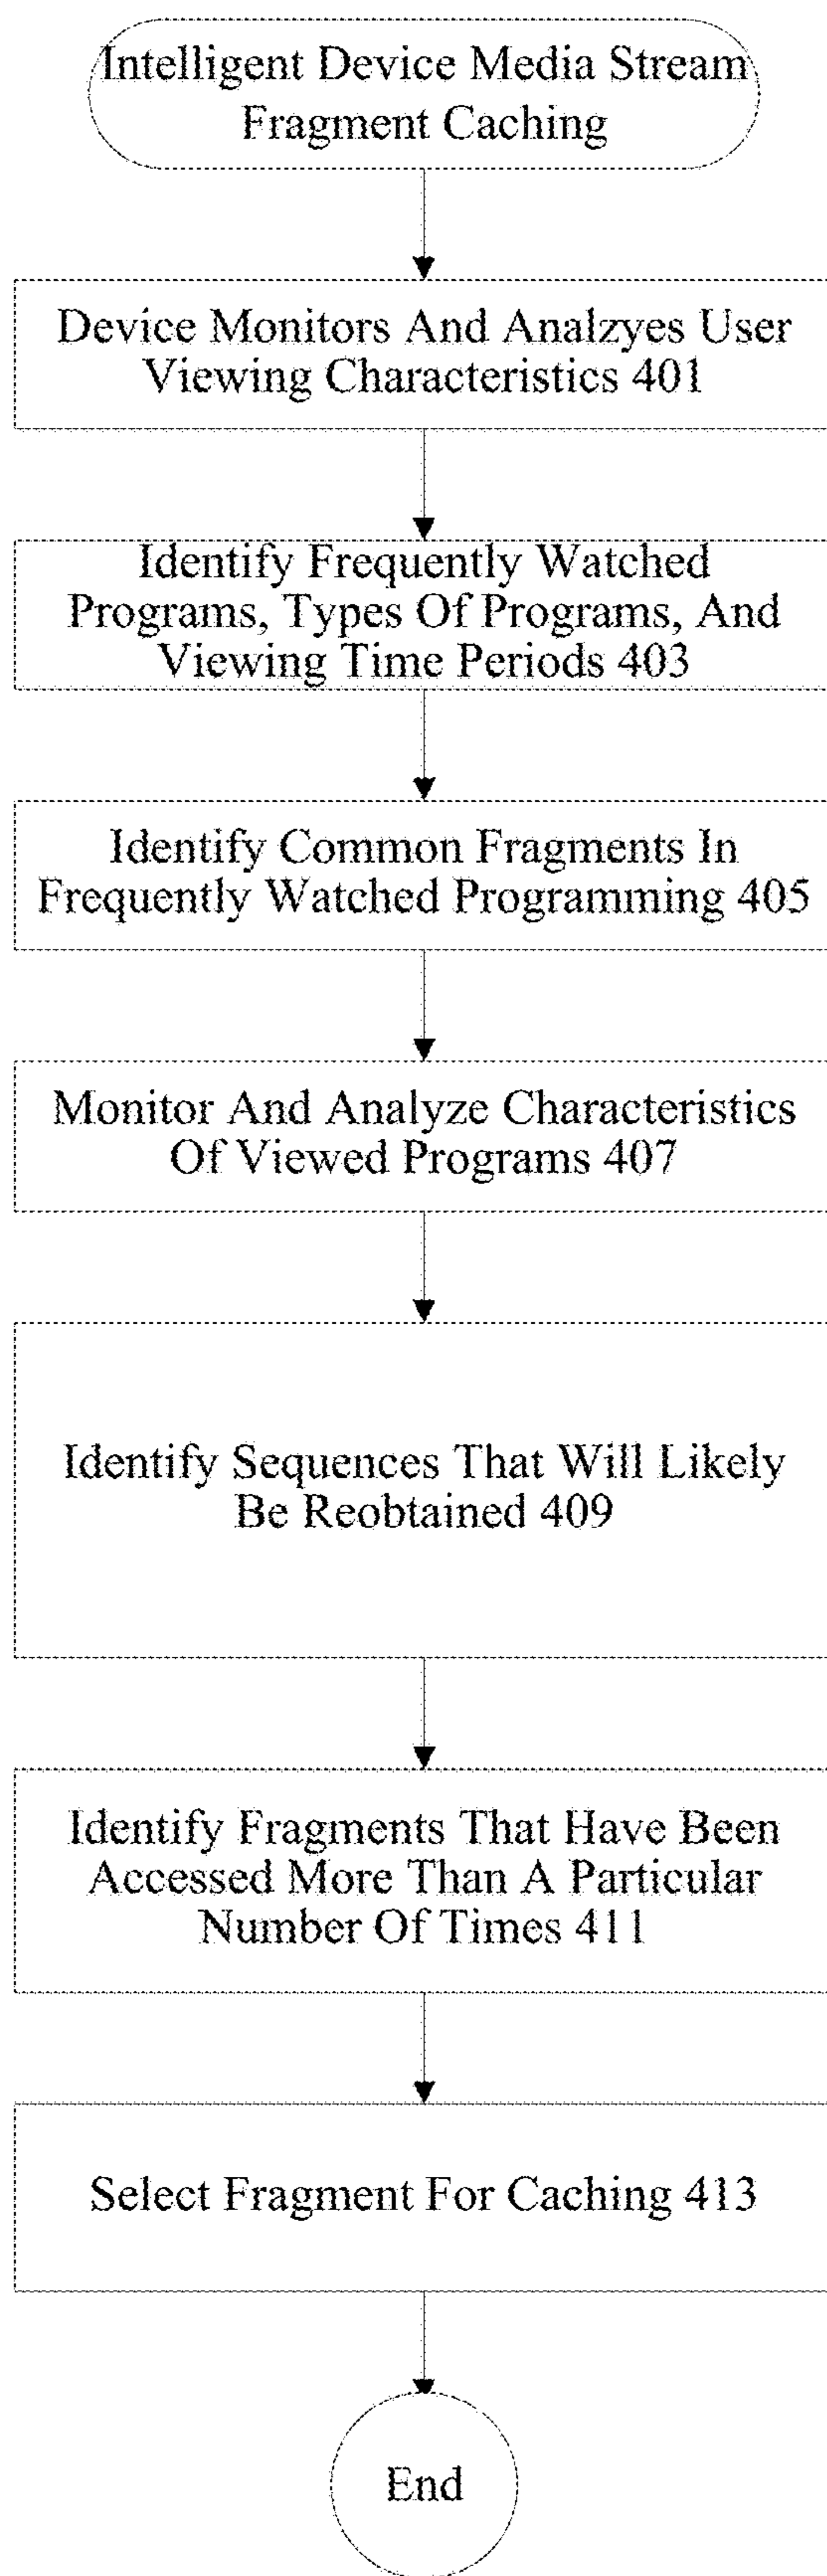 Intelligent Device Media Stream
Fragment Caching
Device Monitors And Analzyes User
Viewing Characteristics 401
Identify Frequently Watched
Programs, Types Of Programs, And
Viewing Time Periods 403
Identify Common Fragments In
Frequently Watched Programming 405
Monitor And Analyze Characteristics
Of Viewed Programs 407
Identify Sequences That Will Likely
Be Reobtained 409
Identify Fragments That Have Been
Accessed More Than A Particular
Number Of Times 411
Select Fragment For Caching 413
End